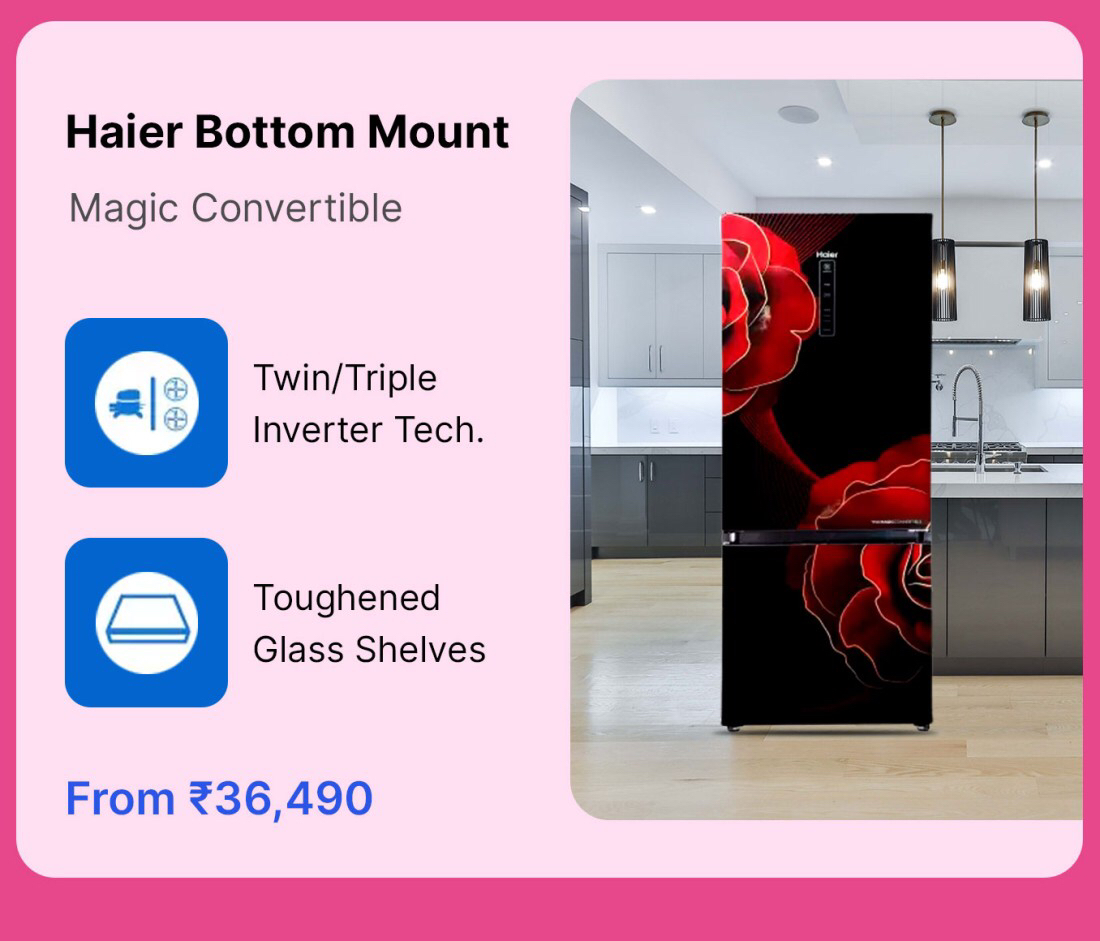 Haier Bottom Mount
Magic Convertible
Twin/Triple
Inverter Tech.
Toughened
Glass Shelves
From ₹36,490
Haier